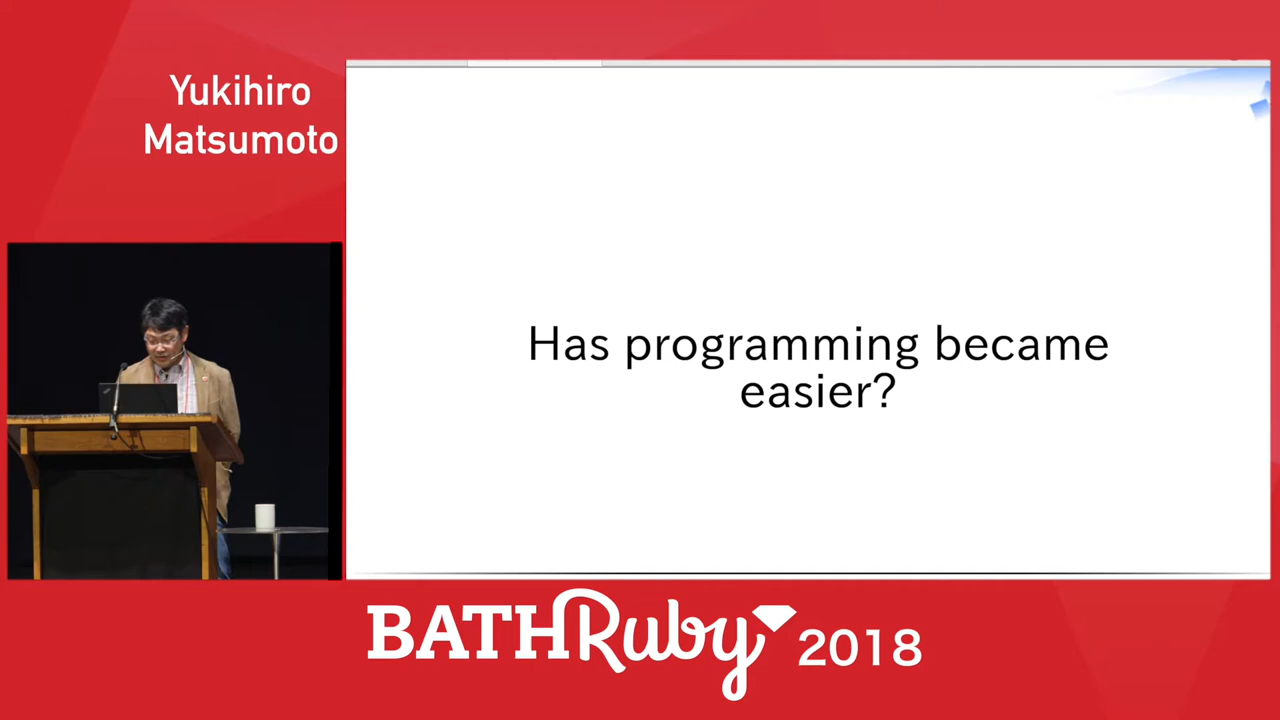 Yukihiro
Matsumoto
Has programming became
easier?
BATHRuby 2018